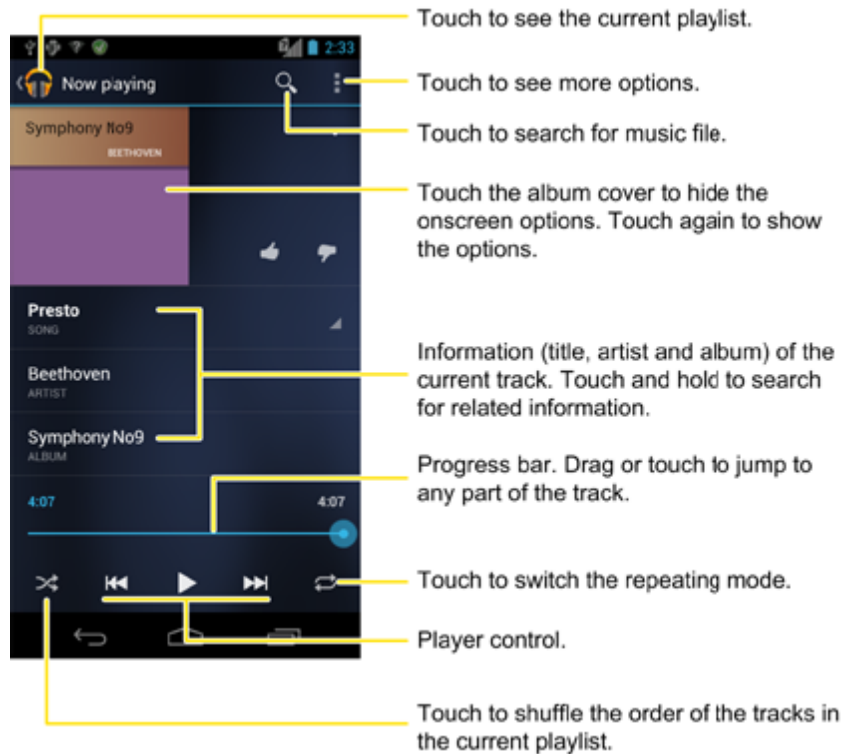 Touch to see the current playlist.
2:33
Now playing
Touch to see more options.
Symphony No9
BEETHOVEN
Touch to search for music file.
Touch the album cover to hide the
onscreen options. Touch again to show
the options.
Presto
SONG
Beethoven
ARTIST
Symphony No9
ALBUM
Information (title, artist and album) of the
current track. Touch and hold to search
for related information.
4:07
4:07
Progress bar. Drag or touch to jump to
any part of the track.
Touch to switch the repeating mode.
Player control.
Touch to shuffle the order of the tracks in
the current playlist.